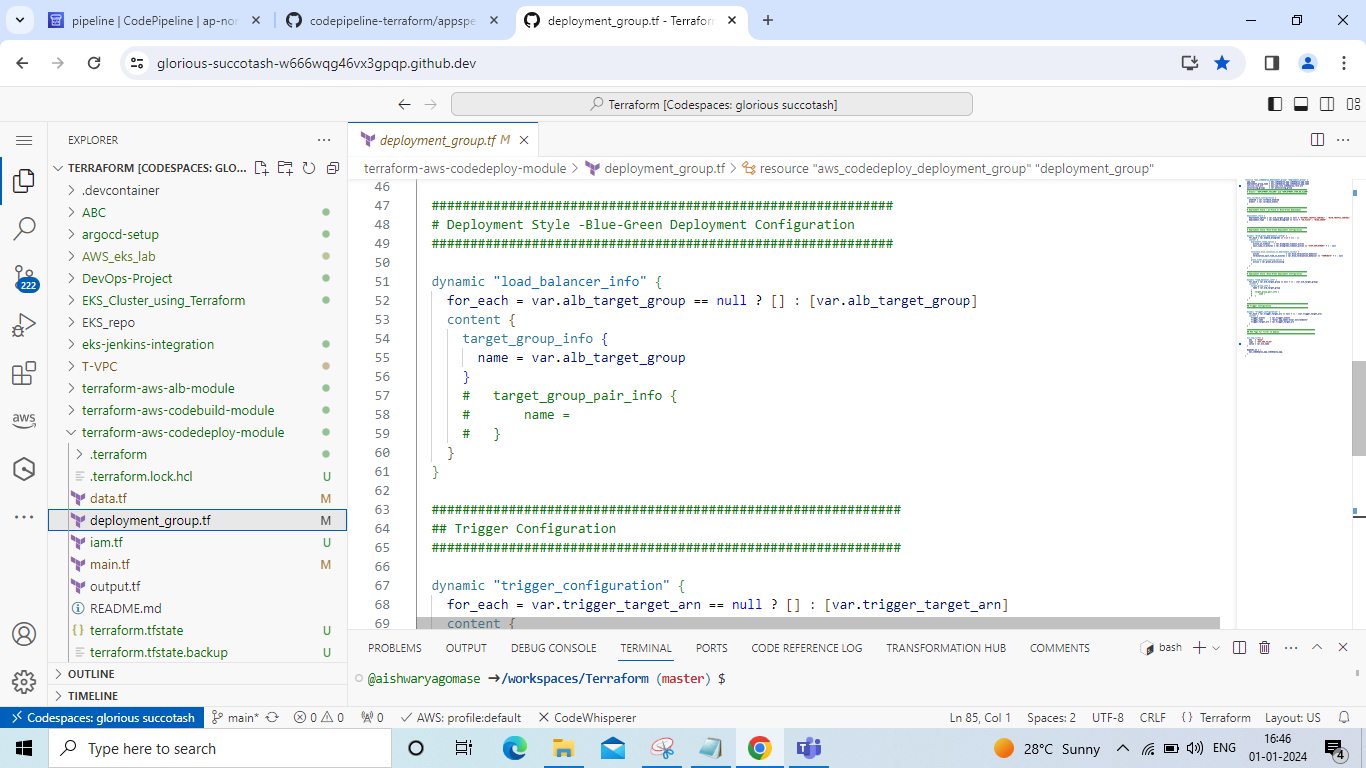 pipeline | CodePipeline | ap-nor
codepipeline-terraform/appspe
deployment_group.tf - Terraform
glorious-succotash-w666wqg46vx3gpqp.github.dev
Terraform [Codespaces: glorious succotash]
EXPLORER
TERRAFORM [CODESPACES: GLO...
.devcontainer
ABC
argocd-setup
AWS_eks_lab
DevOps-Project
EKS_Cluster_using_Terraform
EKS_repo
eks-jenkins-integration
T-VPC
terraform-aws-alb-module
terraform-aws-codebuild-module
terraform-aws-codedeploy-module
.terraform
.terraform.lock.hcl U
data.tf M
deployment_group.tf M
iam.tf U
main.tf M
output.tf
README.md
terraform.tfstate U
terraform.tfstate.backup U
OUTLINE
TIMELINE
222
aws
deployment_group.tf M
terraform-aws-codedeploy-module > deployment_group.tf > resource "aws_codedeploy_deployment_group" "deployment_group"
46
47 ############################################################
48 # Deployment Style -Blue-Green Deployment Configuration
49 ############################################################
50
51 dynamic "load_balancer_info" {
52 for_each = var.alb_target_group == null ? [] : [var.alb_target_group]
53 content {
54 target_group_info {
55 name = var.alb_target_group
56 }
57 # target_group_pair_info {
58 # name =
59 # }
60 }
61 }
62
63 #############################################################
64 ## Trigger Configuration
65 #############################################################
66
67 dynamic "trigger_configuration" {
68 for_each = var.trigger_target_arn == null ? [] : [var.trigger_target_arn]
69 content {
PROBLEMS OUTPUT DEBUG CONSOLE TERMINAL PORTS CODE REFERENCE LOG TRANSFORMATION HUB COMMENTS bash
@aishwaryagomase ➜/workspaces/Terraform (master) $
Codespaces: glorious succotash main* 0 0 0 AWS: profile:default CodeWhisperer Ln 85, Col 1 Spaces: 2 UTF-8 CRLF {} Terraform Layout: US
Type here to search
28°C Sunny
ENG
16:46
01-01-2024
4